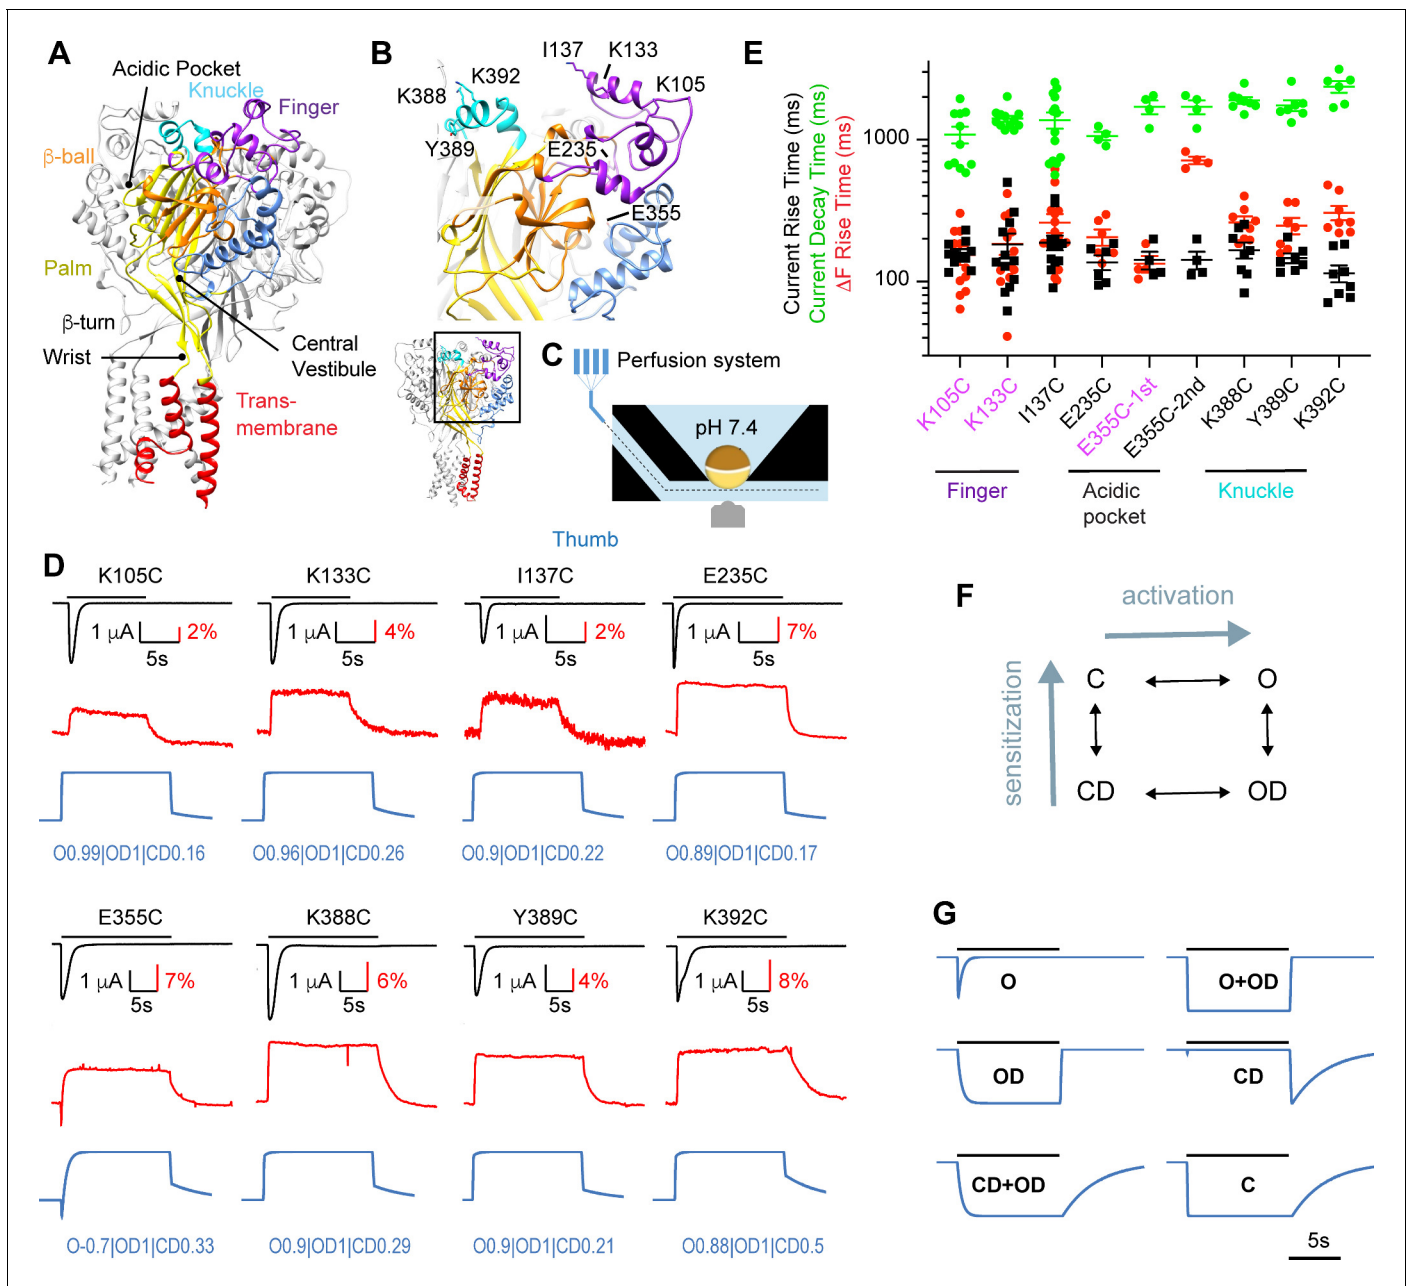 A
Acidic Pocket
Knuckle
Finger
β-ball
Palm
β-turn
Wrist
Central
Vestibule
Trans-
membrane
B
I137
K133
K392
K105
K388
Y389
E235
E355
C
Perfusion system
pH 7.4
Thumb
D
K105C
K133C
I137C
E235C
1 μA
2%
5s
1 μA
4%
5s
1 μA
2%
5s
1 μA
7%
5s
O0.99|OD1|CD0.16
O0.96|OD1|CD0.26
O0.9|OD1|CD0.22
O0.89|OD1|CD0.17
E355C
K388C
Y389C
K392C
1 μA
7%
5s
1 μA
6%
5s
1 μA
4%
5s
1 μA
8%
5s
O-0.7|OD1|CD0.33
O0.9|OD1|CD0.29
O0.9|OD1|CD0.21
O0.88|OD1|CD0.5
E
Current Rise Time (ms)
Current Decay Time (ms)
ΔF Rise Time (ms)
1000
100
K105C
K133C
I137C
E235C
E355C-1st
E355C-2nd
K388C
Y389C
K392C
Finger
Acidic
pocket
Knuckle
F
activation
sensitization
C
O
CD
OD
G
O
O+OD
OD
CD
CD+OD
C
5s